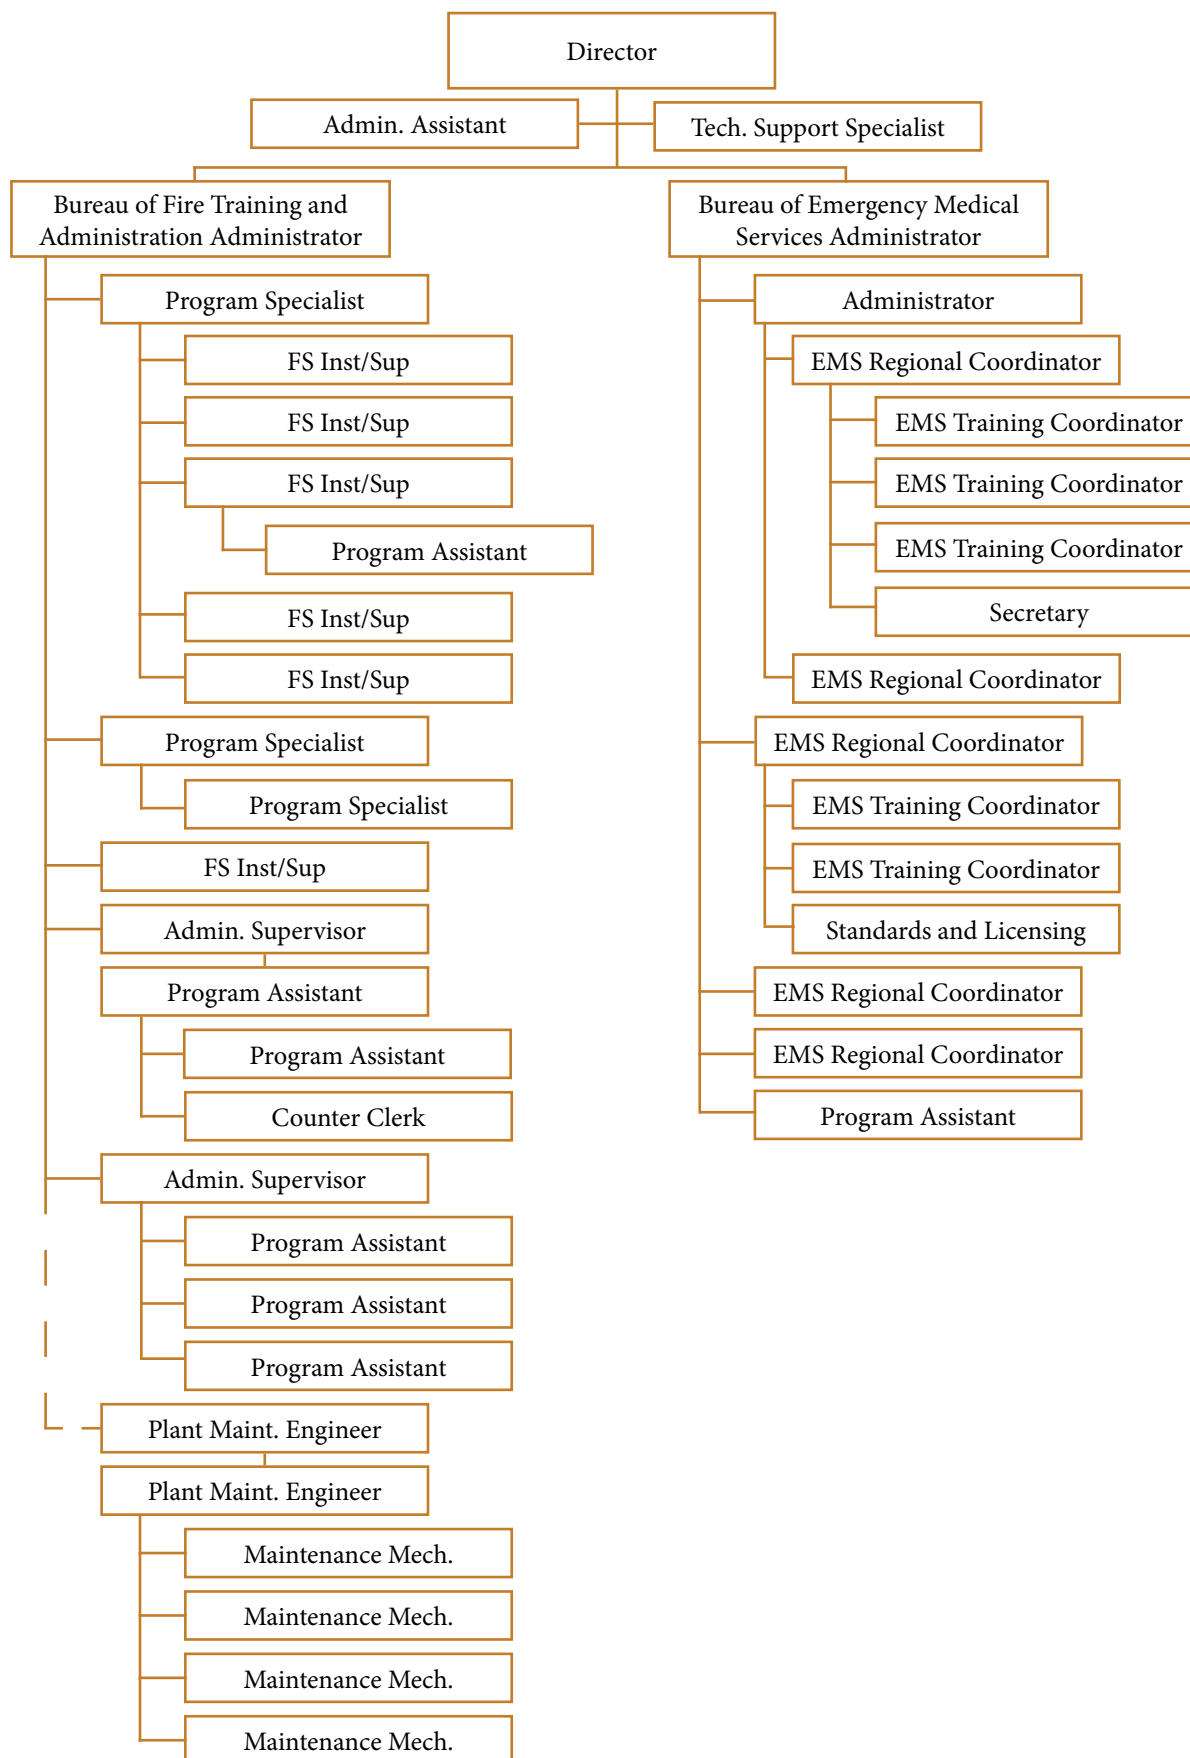 Director
Admin. Assistant
Tech. Support Specialist
Bureau of Fire Training and
Administration Administrator
Program Specialist
FS Inst/Sup
FS Inst/Sup
FS Inst/Sup
Program Assistant
FS Inst/Sup
FS Inst/Sup
Program Specialist
Program Specialist
FS Inst/Sup
Admin. Supervisor
Program Assistant
Program Assistant
Counter Clerk
Admin. Supervisor
Program Assistant
Program Assistant
Program Assistant
Plant Maint. Engineer
Plant Maint. Engineer
Maintenance Mech.
Maintenance Mech.
Maintenance Mech.
Maintenance Mech.
Bureau of Emergency Medical
Services Administrator
Administrator
EMS Regional Coordinator
EMS Training Coordinator
EMS Training Coordinator
EMS Training Coordinator
Secretary
EMS Regional Coordinator
EMS Regional Coordinator
EMS Training Coordinator
EMS Training Coordinator
Standards and Licensing
EMS Regional Coordinator
EMS Regional Coordinator
Program Assistant